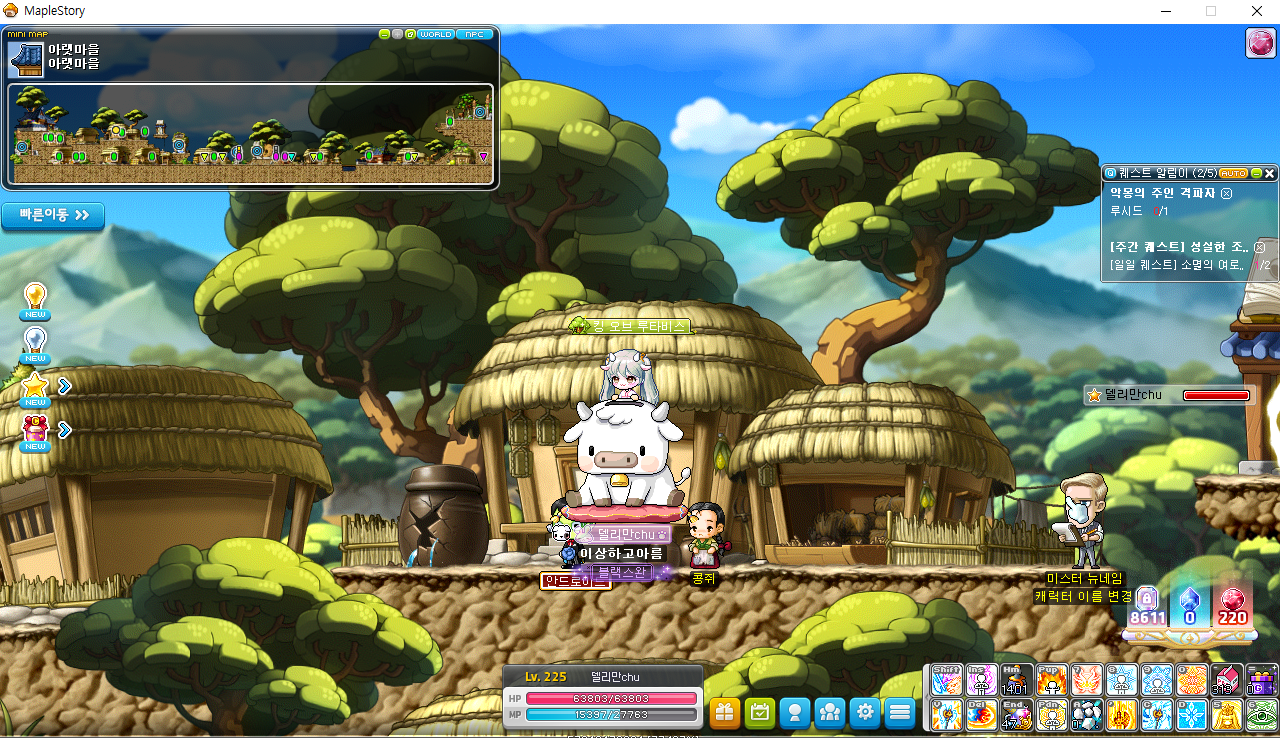 MapleStory
MINI MAP
WORLD
NPC
아랫마을
아랫마을
빠른이동
퀘스트 알림이 (2/5)
AUTO
악몽의 주인 격파자
루시드 0/1
[주간 퀘스트] 성실한 조..
[일일 퀘스트] 소멸의 여로.. /2
NEW
NEW
NEW
NEW
킹 오브 루타비스
델리만chu
델리만chu
이상하고아름
블랙스완
안드로이드
콩쥐
미스터 뉴네임
캐릭터 이름 변경
8611
0
220
Lv. 225 델리만chu
HP 63803/63803
MP 15397/27763
Shift
Ins
Hm
1401
Pup
318
Del
End
47
Pdn